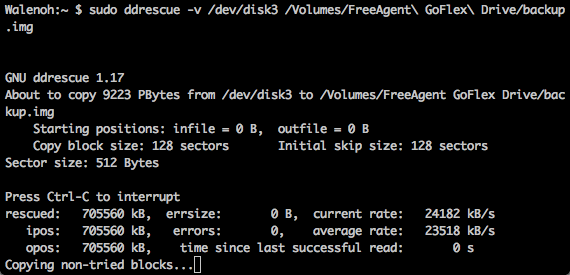 Walenoh:~ $ sudo ddrescue -v /dev/disk3 /Volumes/FreeAgent\ GoFlex\ Drive/backup
.img
GNU ddrescue 1.17
About to copy 9223 PBytes from /dev/disk3 to /Volumes/FreeAgent GoFlex Drive/bac
kup.img
    Starting positions: infile = 0 B,  outfile = 0 B
    Copy block size: 128 sectors       Initial skip size: 128 sectors
Sector size: 512 Bytes
Press Ctrl-C to interrupt
rescued:   705560 kB,  errsize:       0 B,  current rate:   24182 kB/s
   ipos:   705560 kB,   errors:       0,    average rate:   23518 kB/s
   opos:   705560 kB,    time since last successful read:       0 s
Copying non-tried blocks...